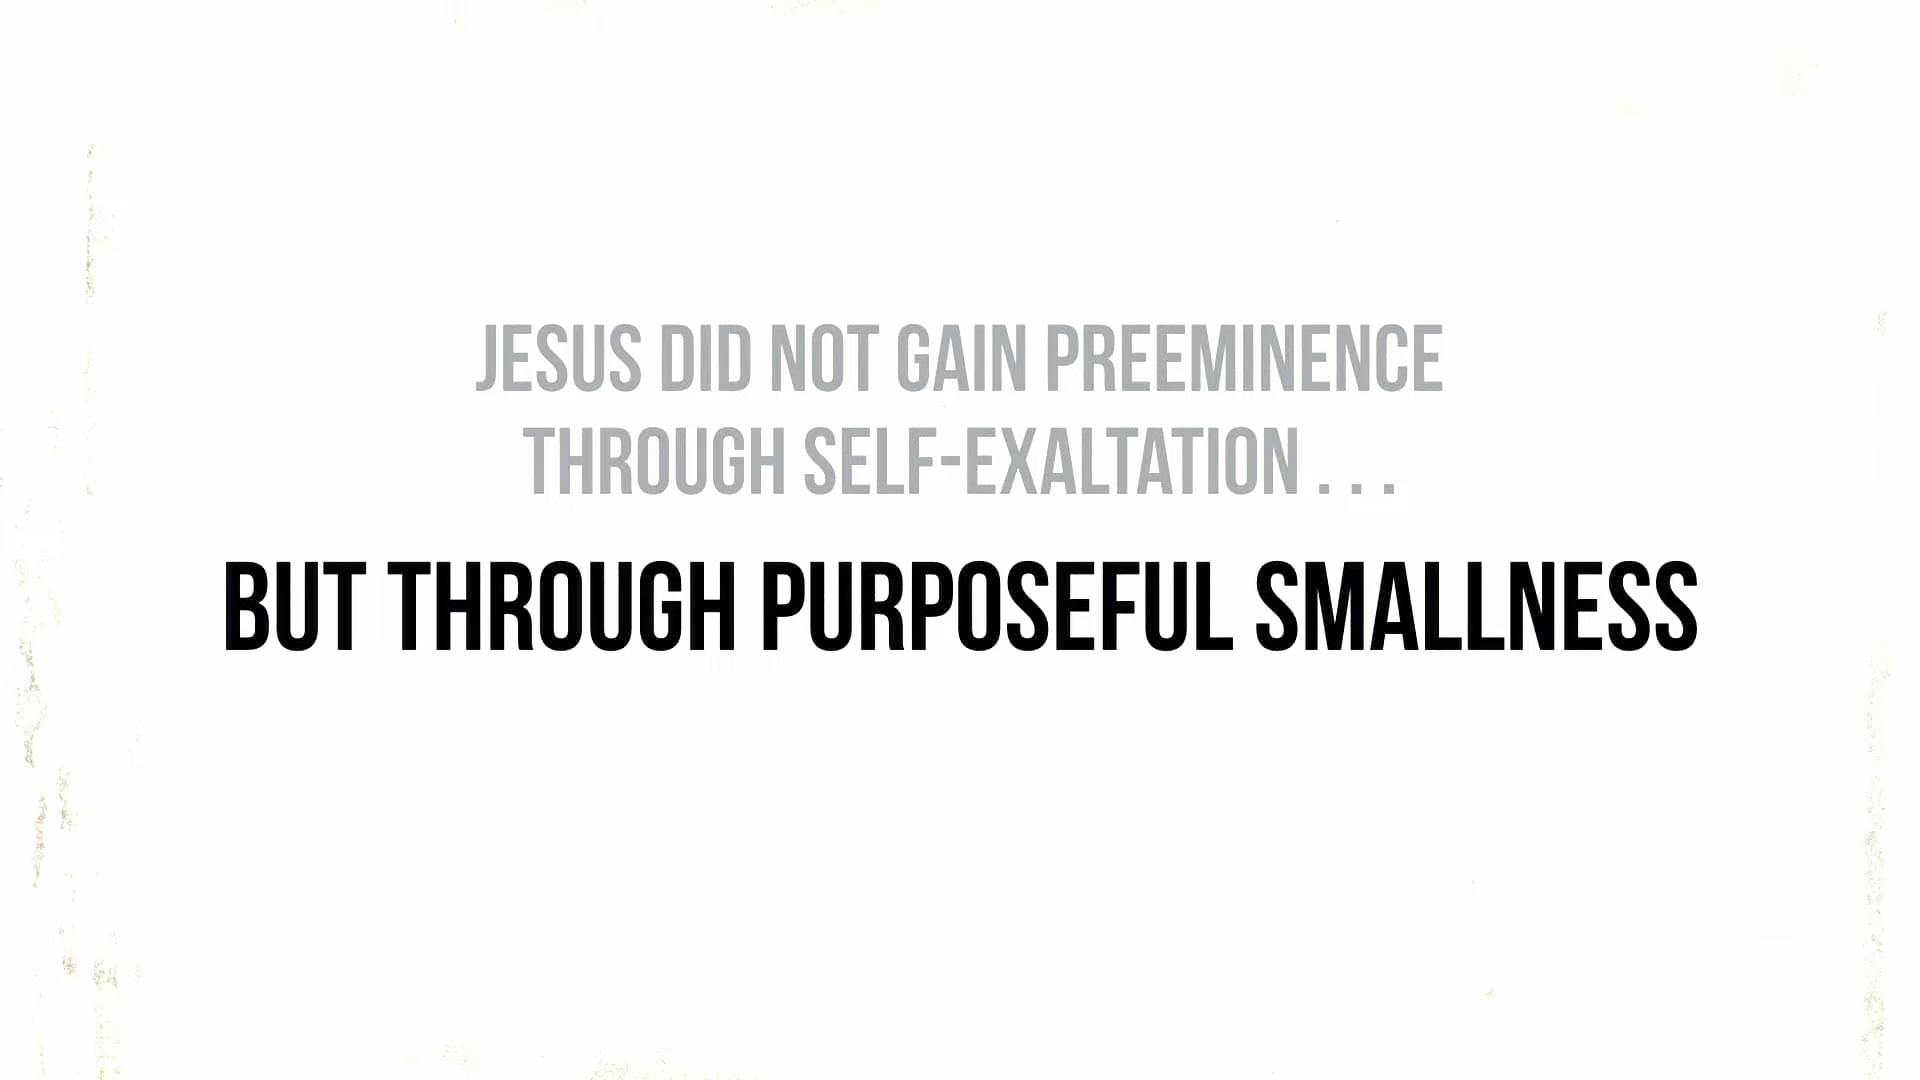 JESUS DID NOT GAIN PREEMINENCE
THROUGH SELF-EXALTATION . . .
BUT THROUGH PURPOSEFUL SMALLNESS